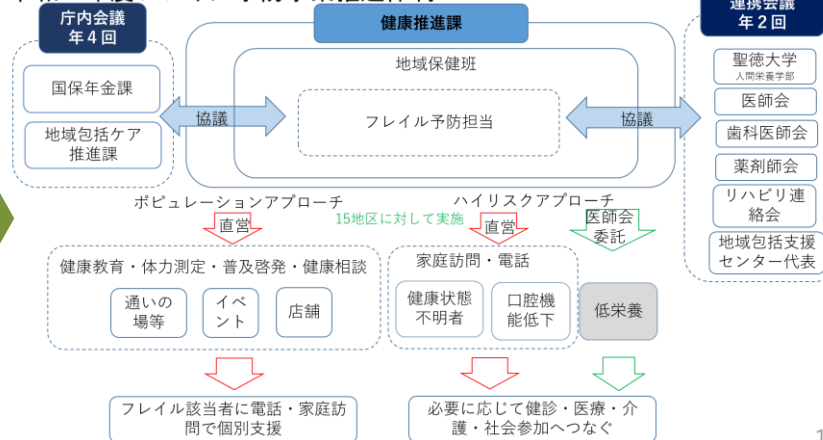 庁内会議
年４回
国保年金課
地域包括ケア
推進課
協議
健康推進課
地域保健班
フレイル予防担当
協議
連携会議
年２回
聖徳大学
人間栄養学部
医師会
歯科医師会
薬剤師会
リハビリ連
絡会
地域包括支援
センター代表
ポピュレーションアプローチ
ハイリスクアプローチ
直営
15地区に対して実施
直営
医師会
委託
健康教育・体力測定・普及啓発・健康相談
通いの
場等
イベ
ント
店舗
家庭訪問・電話
健康状態
不明者
口腔機
能低下
低栄養
フレイル該当者に電話・家庭訪
問で個別支援
必要に応じて健診・医療・介
護・社会参加へつなぐ